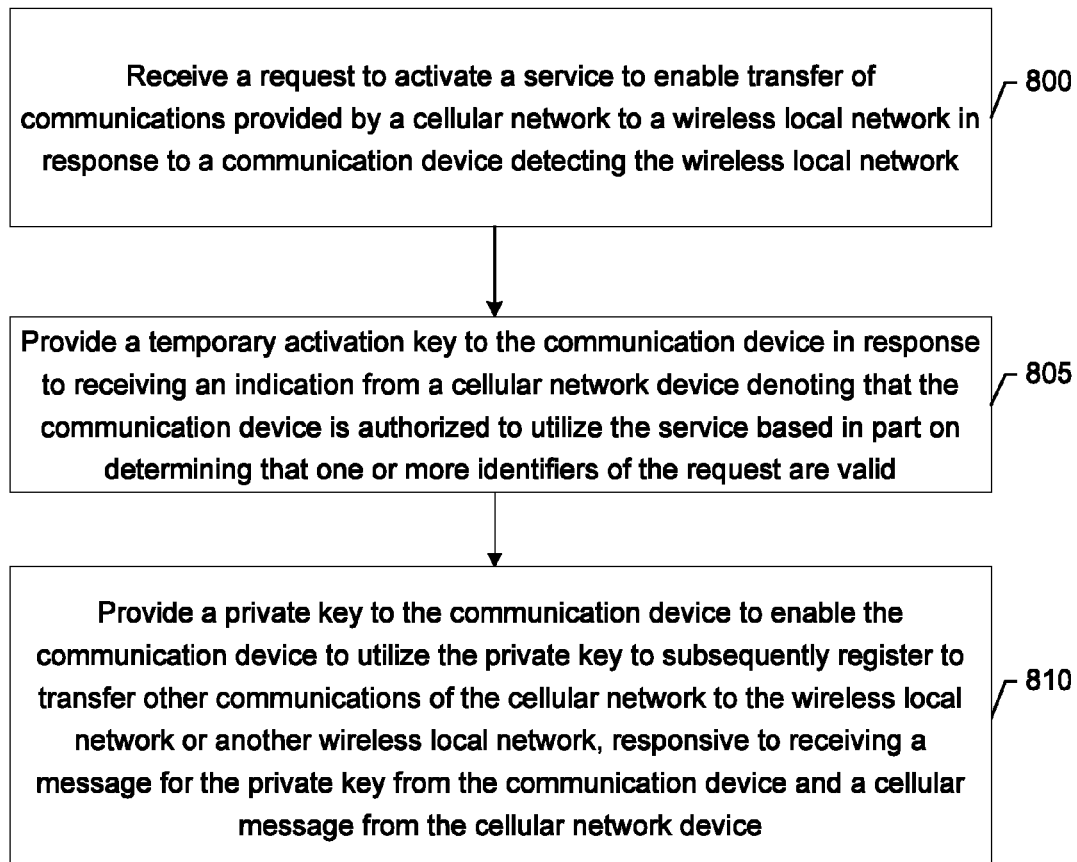 Receive a request to activate a service to enable transfer of
communications provided by a cellular network to a wireless local network in
response to a communication device detecting the wireless local network
800
Provide a temporary activation key to the communication device in response
to receiving an indication from a cellular network device denoting that the
communication device is authorized to utilize the service based in part on
determining that one or more identifiers of the request are valid
805
Provide a private key to the communication device to enable the
communication device to utilize the private key to subsequently register to
transfer other communications of the cellular network to the wireless local
network or another wireless local network, responsive to receiving a
message for the private key from the communication device and a cellular
message from the cellular network device
810